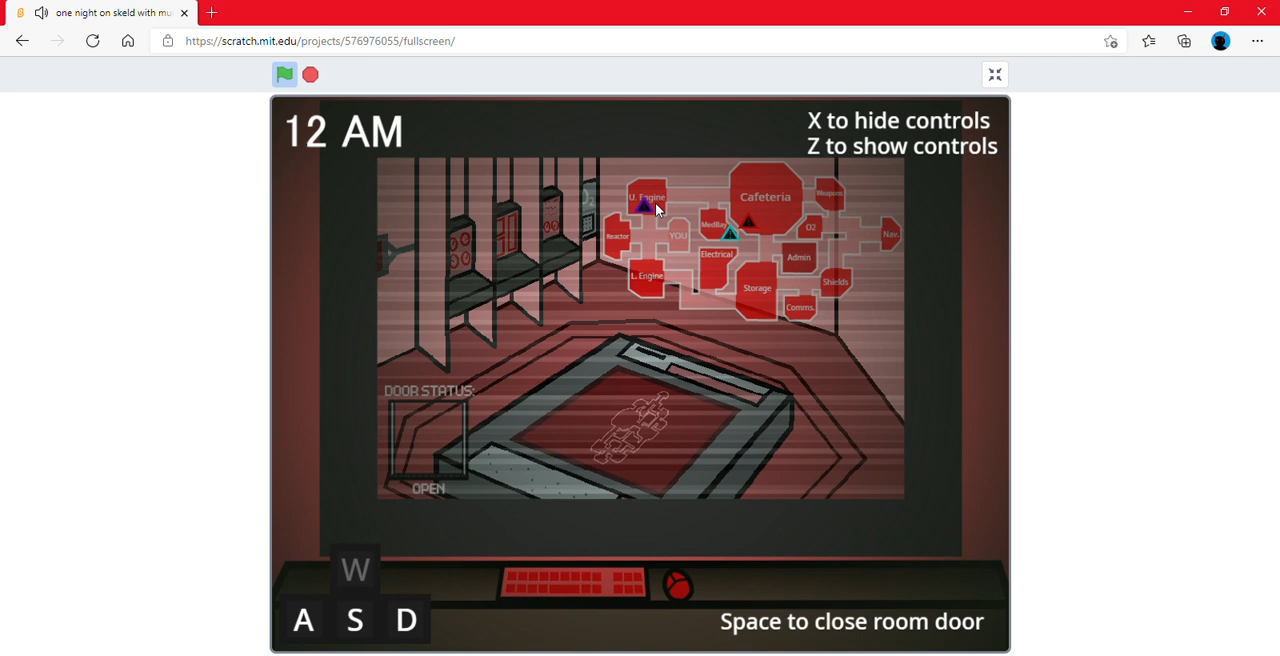 one night on skeld with mu
https://scratch.mit.edu/projects/576976055/fullscreen/
12 AM
X to hide controls
Z to show controls
U. Engine
Cafeteria
Weapons
Reactor
YOU
MedBay
O2
Nav.
Electrical
Admin
L. Engine
Storage
Shields
Comms.
O2
DOOR STATUS:
OPEN
W
A S D
Space to close room door